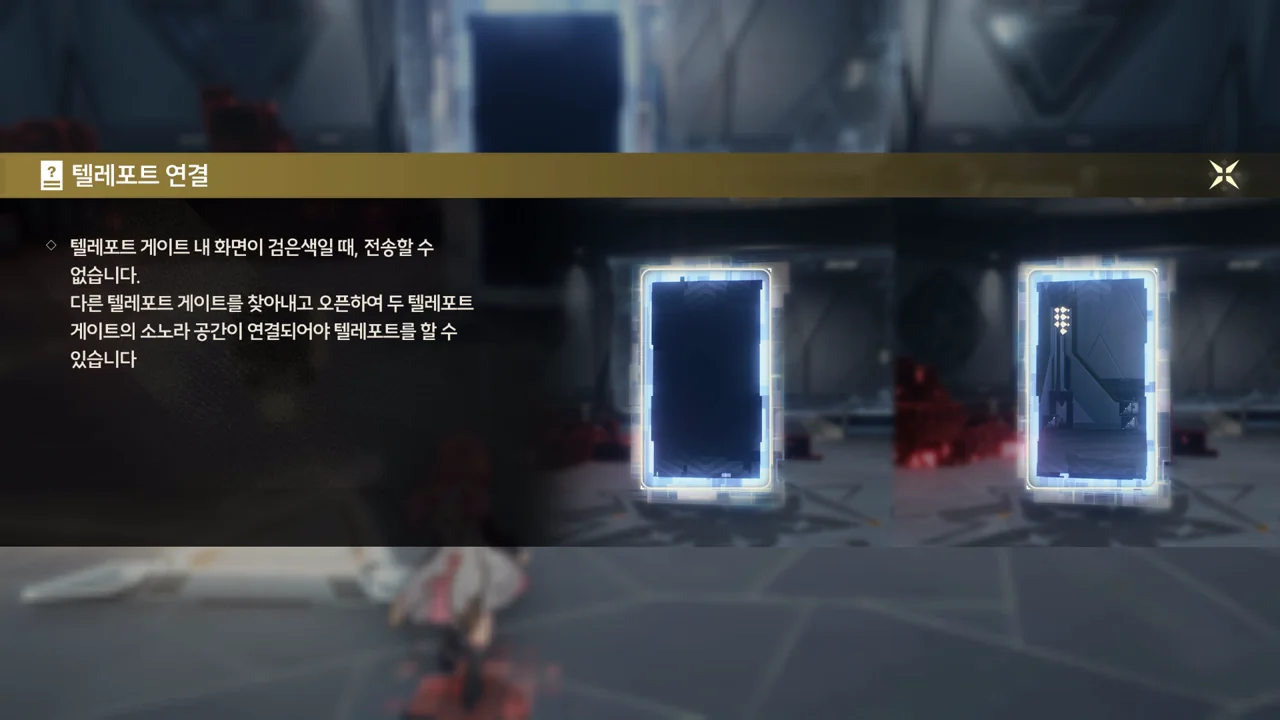 텔레포트 연결
텔레포트 게이트 내 화면이 검은색일 때, 전송할 수
없습니다.
다른 텔레포트 게이트를 찾아내고 오픈하여 두 텔레포트
게이트의 소노라 공간이 연결되어야 텔레포트를 할 수
있습니다